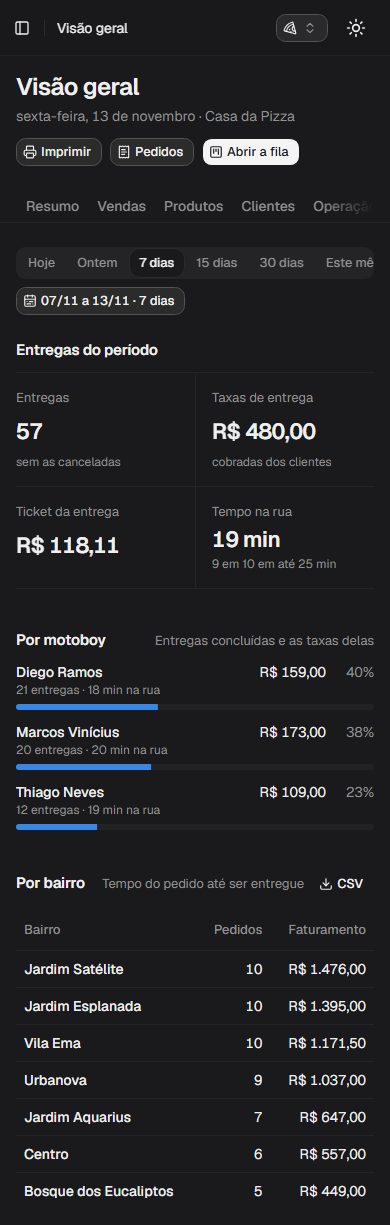 Visão geral
Visão geral
sexta-feira, 13 de novembro · Casa da Pizza
Imprimir Pedidos Abrir a fila
Resumo Vendas Produtos Clientes Operaçã
Hoje Ontem 7 dias 15 dias 30 dias Este mê
07/11 a 13/11 · 7 dias
Entregas do período
Entregas Taxas de entrega
57 R$ 480,00
sem as canceladas cobradas dos clientes
Ticket da entrega Tempo na rua
R$ 118,11 19 min
9 em 10 em até 25 min
Por motoboy Entregas concluídas e as taxas delas
Diego Ramos R$ 159,00 40%
21 entregas · 18 min na rua
Marcos Vinícius R$ 173,00 38%
20 entregas · 20 min na rua
Thiago Neves R$ 109,00 23%
12 entregas · 19 min na rua
Por bairro Tempo do pedido até ser entregue CSV
Bairro Pedidos Faturamento
Jardim Satélite 10 R$ 1.476,00
Jardim Esplanada 10 R$ 1.395,00
Vila Ema 10 R$ 1.171,50
Urbanova 9 R$ 1.037,00
Jardim Aquarius 7 R$ 647,00
Centro 6 R$ 557,00
Bosque dos Eucaliptos 5 R$ 449,00